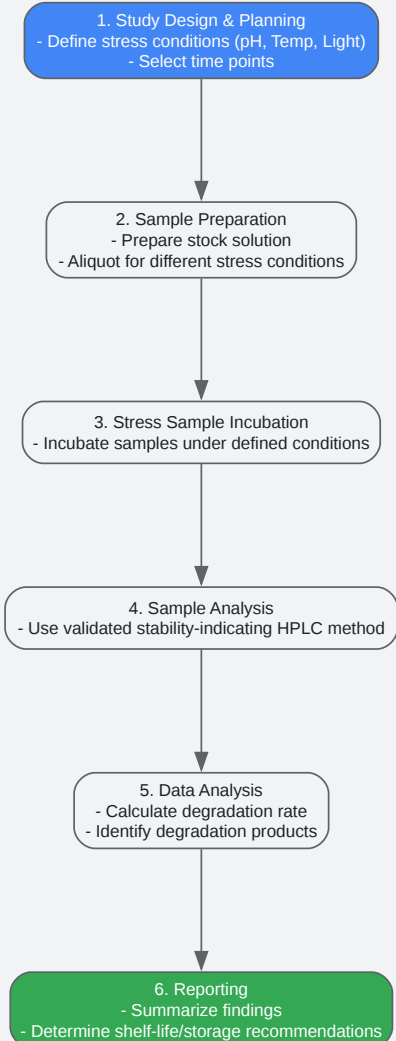 1. Study Design & Planning
- Define stress conditions (pH, Temp, Light)
- Select time points
2. Sample Preparation
- Prepare stock solution
- Aliquot for different stress conditions
3. Stress Sample Incubation
- Incubate samples under defined conditions
4. Sample Analysis
- Use validated stability-indicating HPLC method
5. Data Analysis
- Calculate degradation rate
- Identify degradation products
6. Reporting
- Summarize findings
- Determine shelf-life/storage recommendations